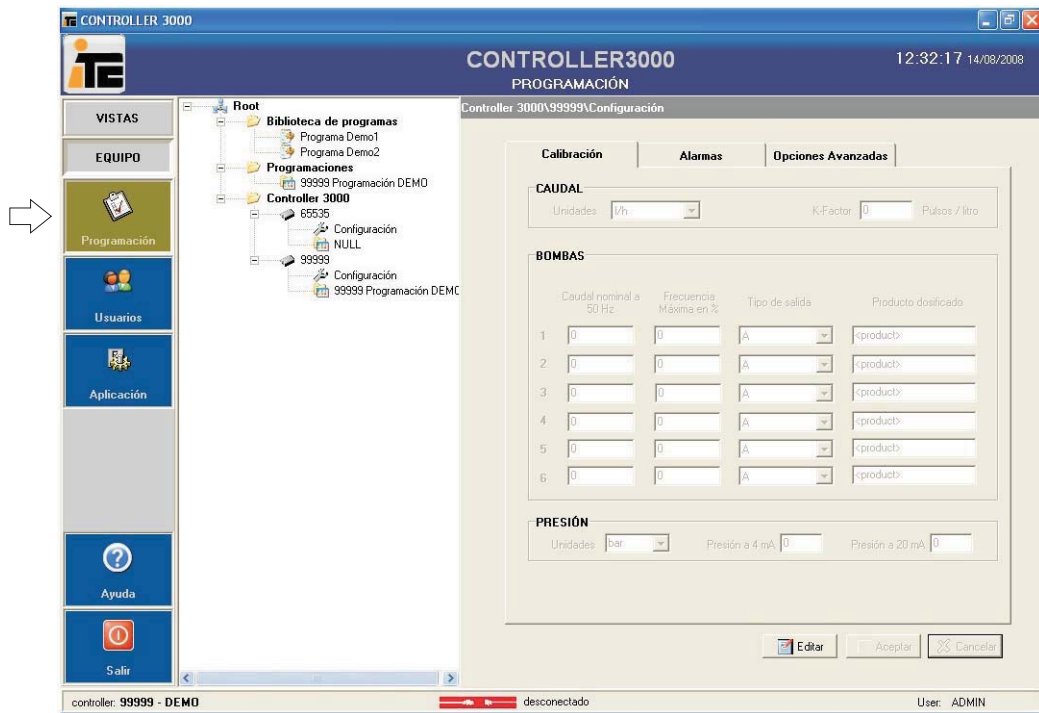 CONTROLLER 3000
iTC
CONTROLLER3000
PROGRAMACIÓN
12:32:17 14/08/2008
VISTAS
EQUIPO
Programación
Usuarios
Aplicación
Ayuda
Salir
Root
Biblioteca de programas
Programa Demo1
Programa Demo2
Programaciones
99999 Programación DEMO
Controller 3000
65535
Configuración
NULL
99999
Configuración
99999 Programación DEMO
Controller 3000\99999\Configuración
Calibración Alarmas Opciones Avanzadas
CAUDAL
Unidades l/h K-Factor 0 Pulsos / litro
BOMBAS
Caudal nominal a 50 Hz Frecuencia Máxima en % Tipo de salida Producto dosificado
1 0 0 A <product>
2 0 0 A <product>
3 0 0 A <product>
4 0 0 A <product>
5 0 0 A <product>
6 0 0 A <product>
PRESIÓN
Unidades bar Presión a 4 mA 0 Presión a 20 mA 0
Editar Aceptar Cancelar
controller: 99999 - DEMO desconectado User: ADMIN